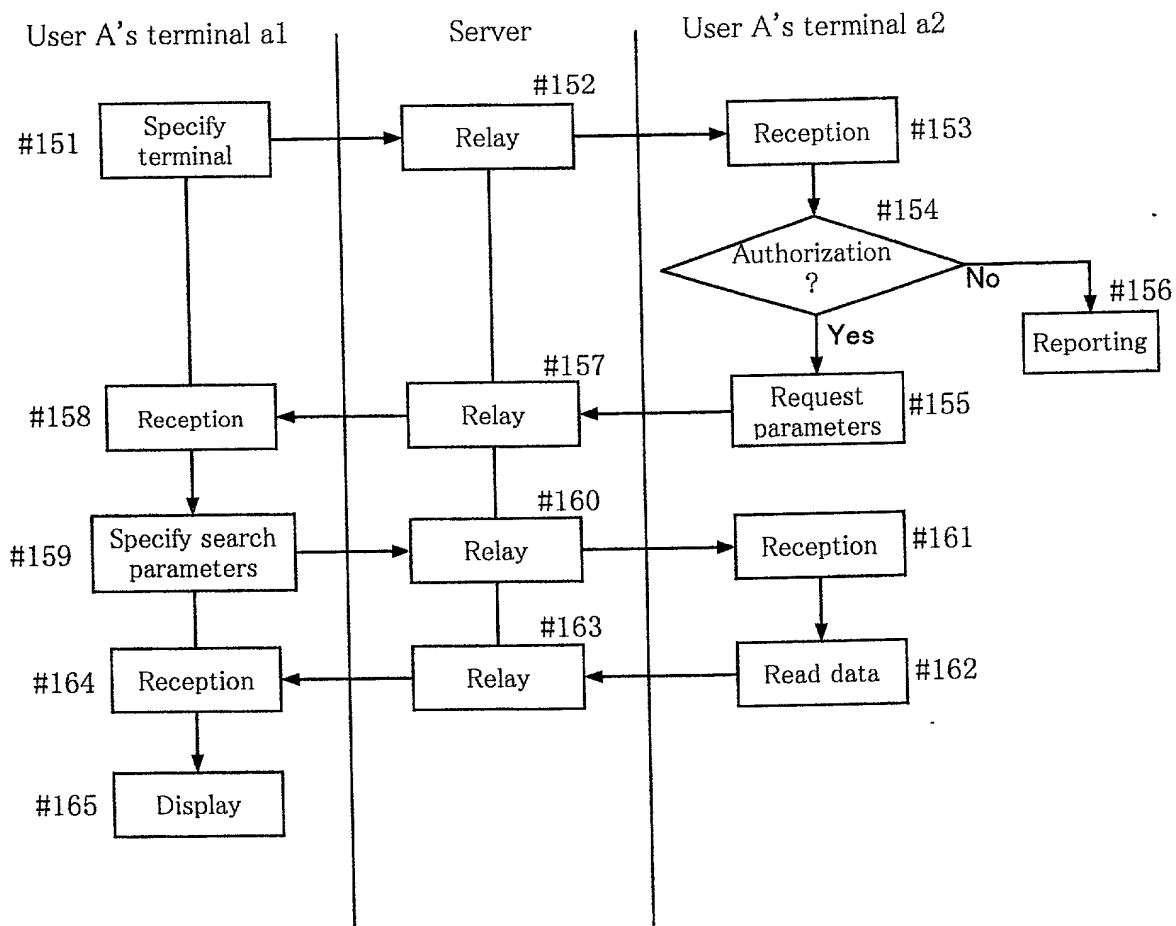 User A's terminal a1
Server
User A's terminal a2
#152
#151
Specify
terminal
Relay
Reception
#153
#154
Authorization
?
No
#156
Yes
Reporting
#157
#158
Reception
Relay
Request
parameters
#155
#160
#159
Specify search
parameters
Relay
Reception
#161
#163
#164
Reception
Relay
Read data
#162
#165
Display